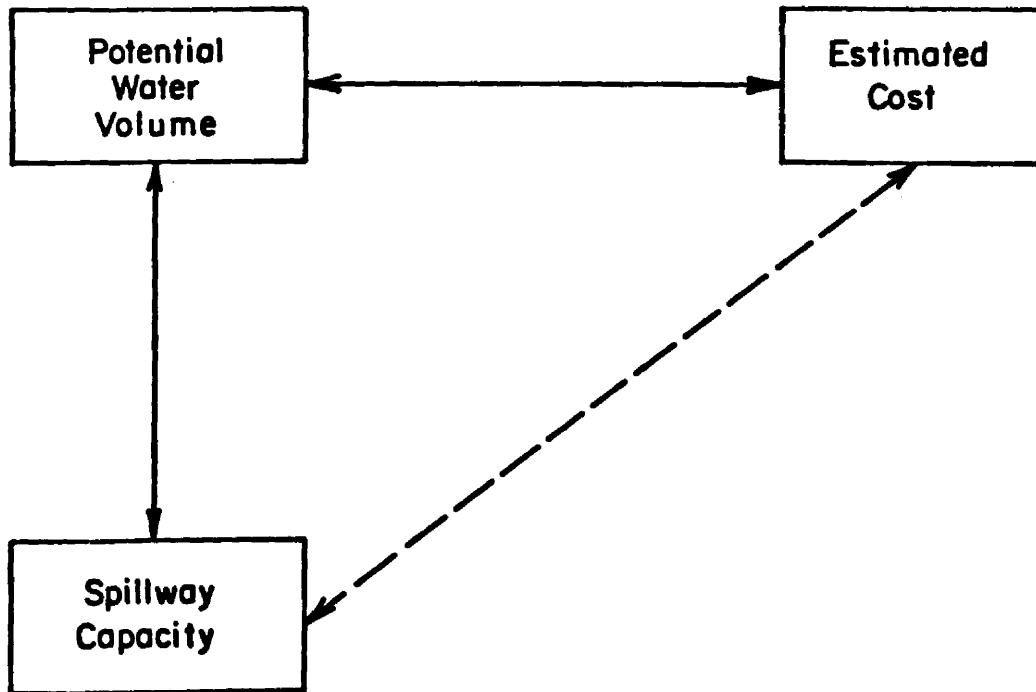 Potential
Water
Volume
Estimated
Cost
Spillway
Capacity